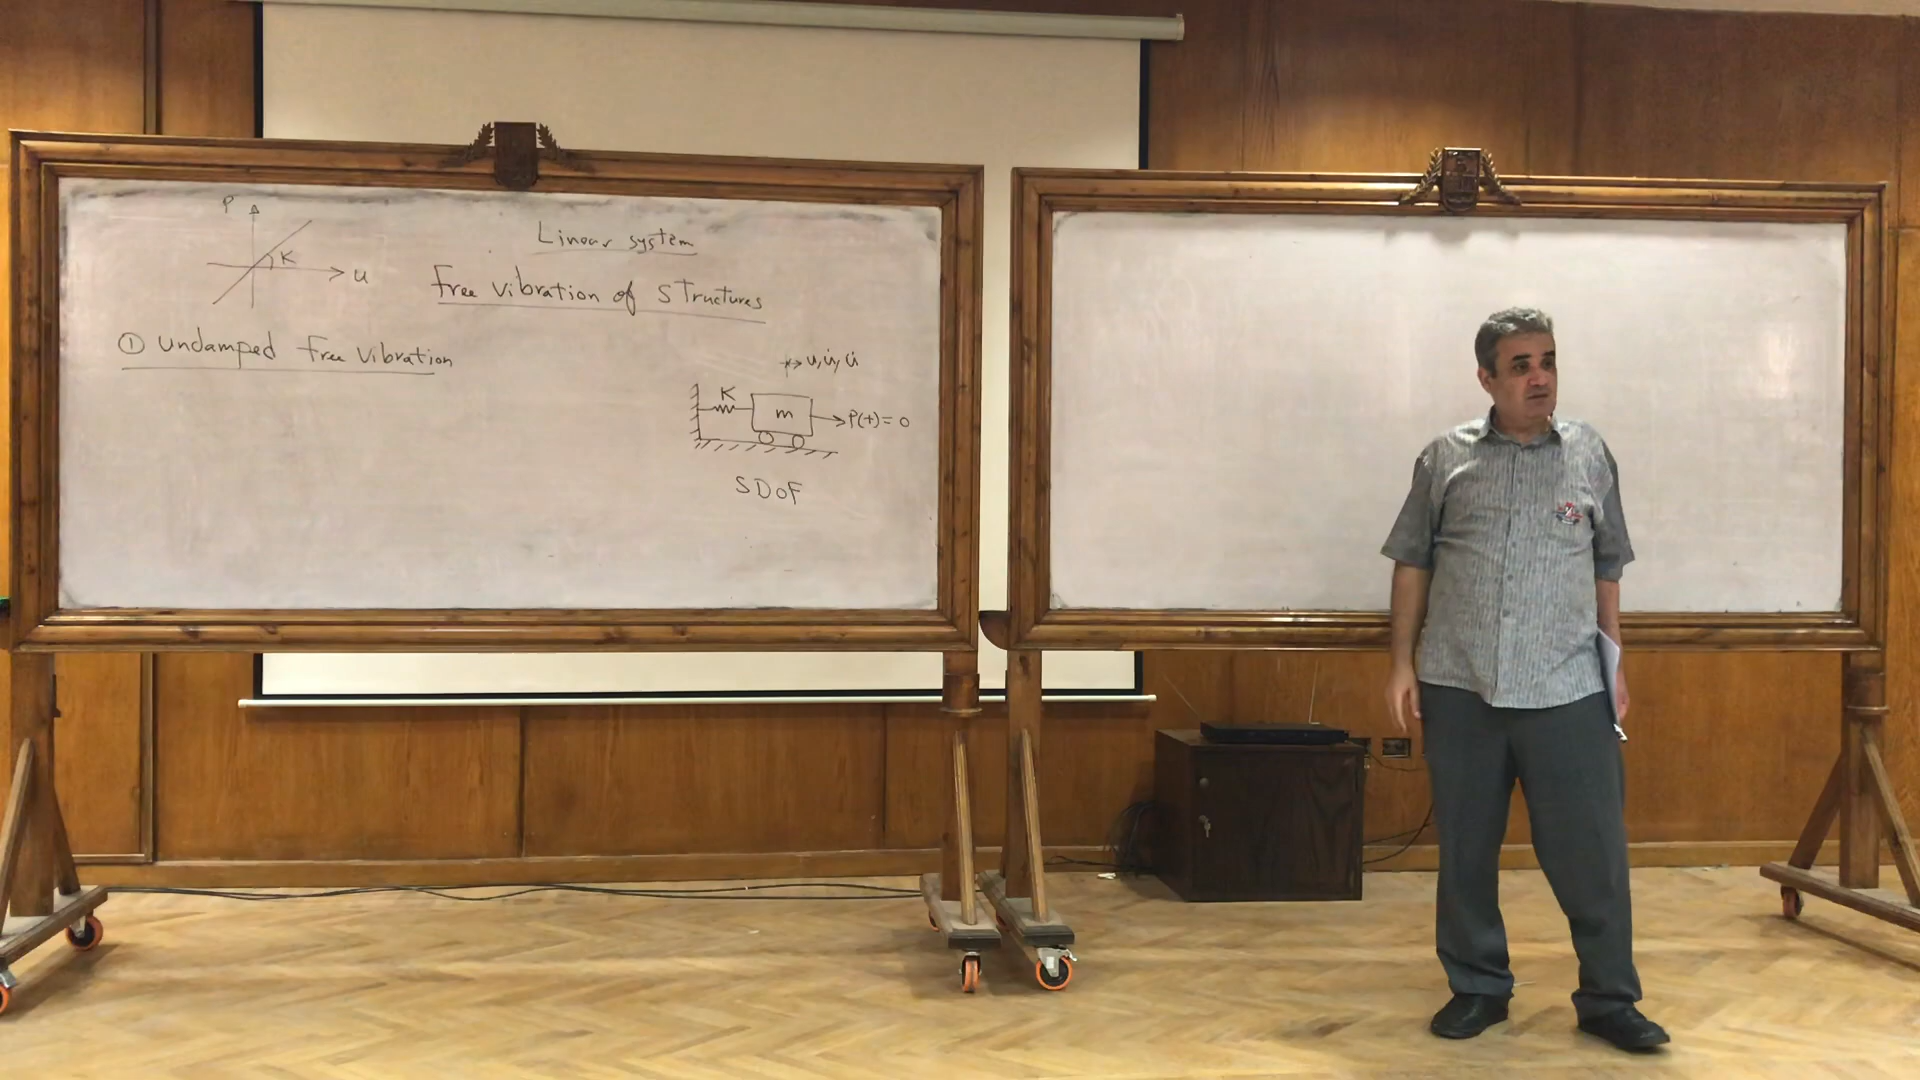 P
K
u
Linear system
Free vibration of structures
① undamped free vibration
u, u̇, ü
K
m
P(t) = 0
SDoF